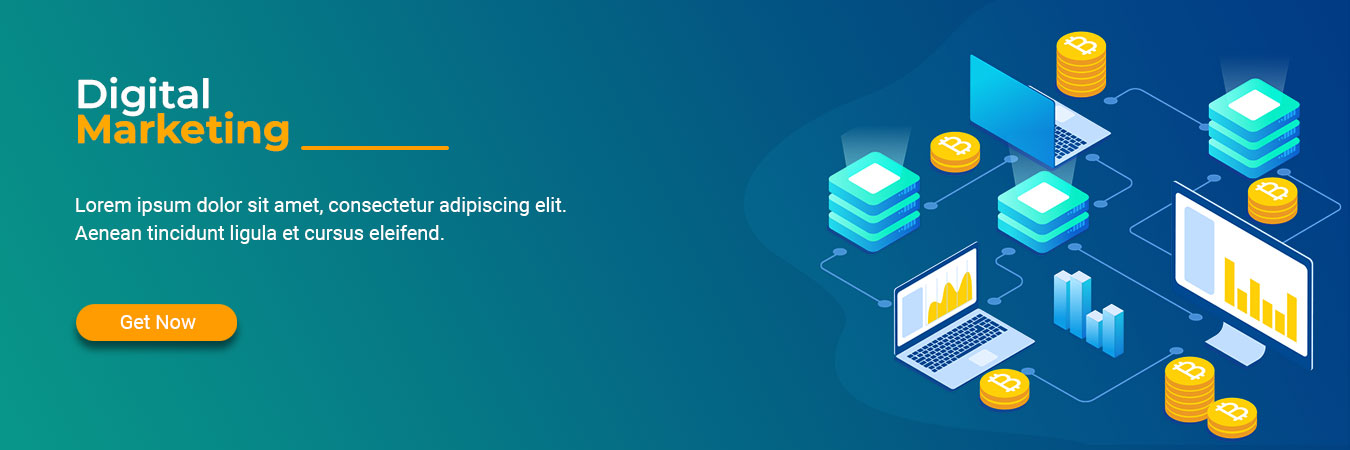 Digital
Marketing
Lorem ipsum dolor sit amet, consectetur adipiscing elit.
Aenean tincidunt ligula et cursus eleifend.
Get Now